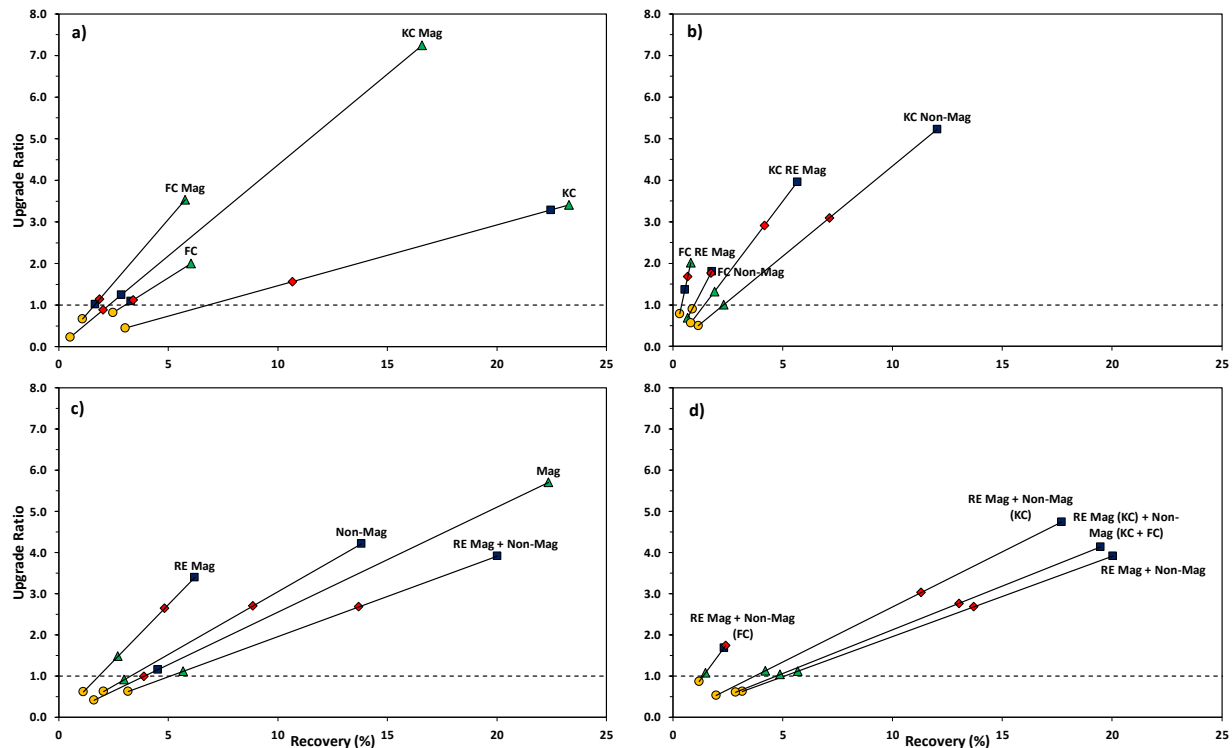 8.0
7.0
6.0
5.0
4.0
3.0
2.0
1.0
0.0
Upgrade Ratio
a)
KC Mag
FC Mag
KC
FC
0
5
10
15
20
25
8.0
7.0
6.0
5.0
4.0
3.0
2.0
1.0
0.0
b)
KC Non-Mag
KC RE Mag
FC RE Mag
FC Non-Mag
0
5
10
15
20
25
8.0
7.0
6.0
5.0
4.0
3.0
2.0
1.0
0.0
Upgrade Ratio
c)
Mag
Non-Mag
RE Mag + Non-Mag
RE Mag
0
5
10
15
20
25
Recovery (%)
8.0
7.0
6.0
5.0
4.0
3.0
2.0
1.0
0.0
d)
RE Mag + Non-Mag
(KC)
RE Mag (KC) + Non-
Mag (KC + FC)
RE Mag + Non-Mag
RE Mag + Non-Mag
(FC)
0
5
10
15
20
25
Recovery (%)